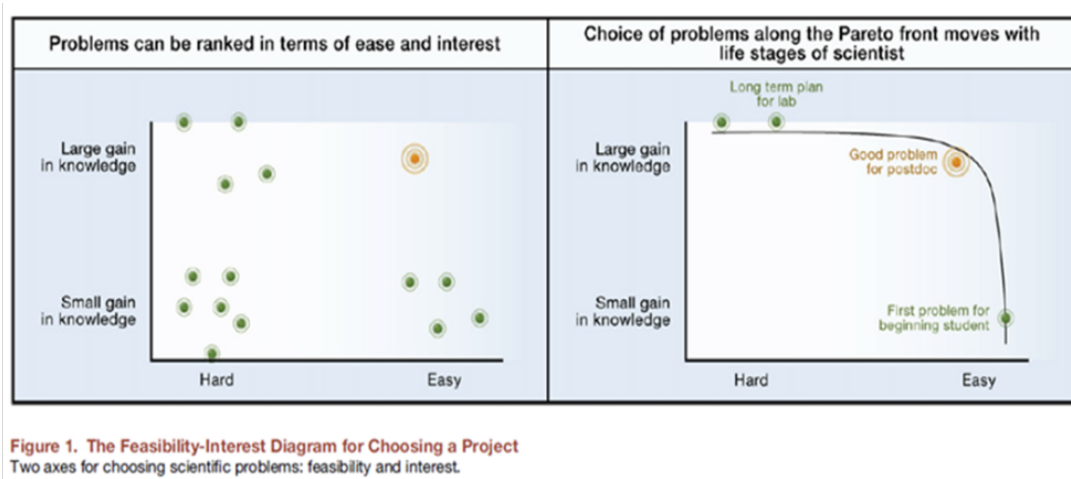 Problems can be ranked in terms of ease and interest
Large gain
in knowledge
Small gain
in knowledge
Hard
Easy
Choice of problems along the Pareto front moves with
life stages of scientist
Long term plan
for lab
Large gain
in knowledge
Good problem
for postdoc
Small gain
in knowledge
First problem for
beginning student
Hard
Easy
Figure 1. The Feasibility-Interest Diagram for Choosing a Project
Two axes for choosing scientific problems: feasibility and interest.